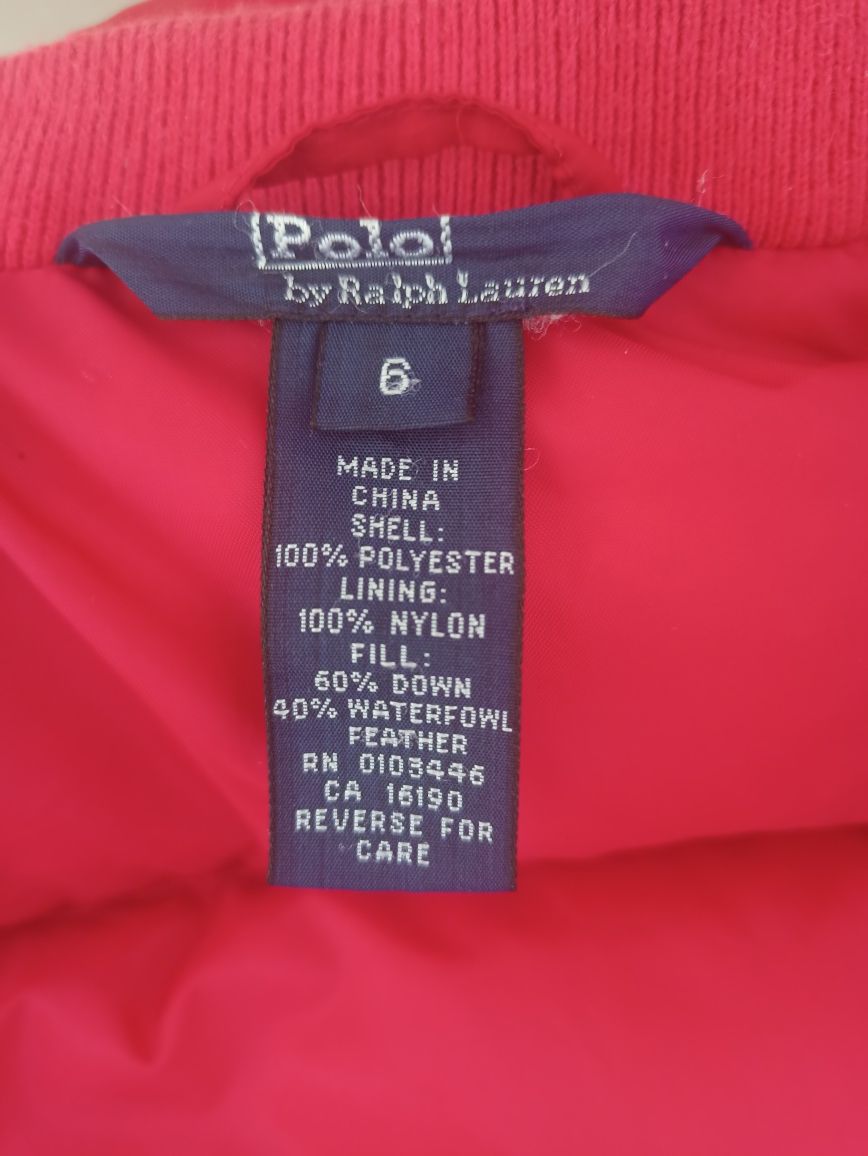 Polo
by Ralph Lauren
6
MADE IN
CHINA
SHELL:
100% POLYESTER
LINING:
100% NYLON
FILL:
60% DOWN
40% WATERFOWL
FEATHER
RN 0103446
CA 16190
REVERSE FOR
CARE